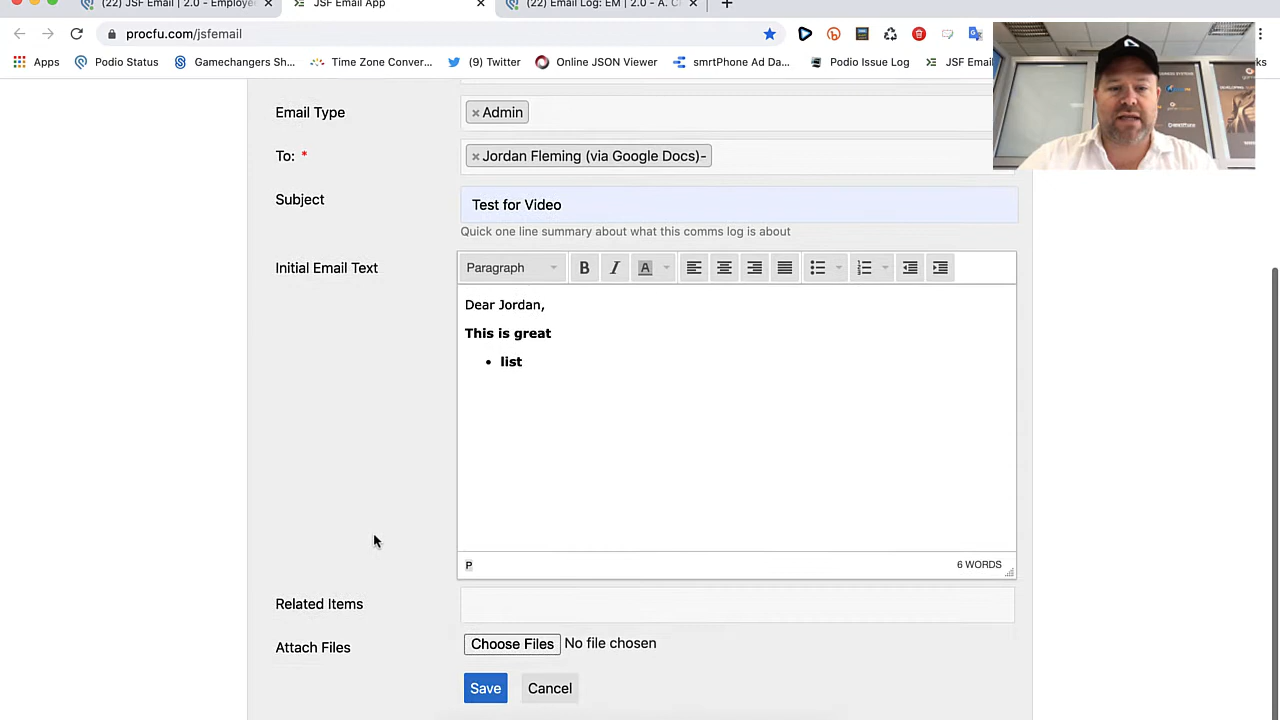 (22) JSF Email | 2.0 - Employer
JSF Email App
(22) Email Log: EM | 2.0 - A. C
procfu.com/jsfemail
Apps
Podio Status
Gamechangers Sh...
Time Zone Conver...
(9) Twitter
Online JSON Viewer
smrtPhone Ad Da...
Podio Issue Log
JSF Email
Email Type
×Admin
To: *
×Jordan Fleming (via Google Docs)-
Subject
Test for Video
Quick one line summary about what this comms log is about
Initial Email Text
Paragraph
B
I
A
Dear Jordan,
This is great
• list
P
6 WORDS
Related Items
Attach Files
Choose Files No file chosen
Save
Cancel